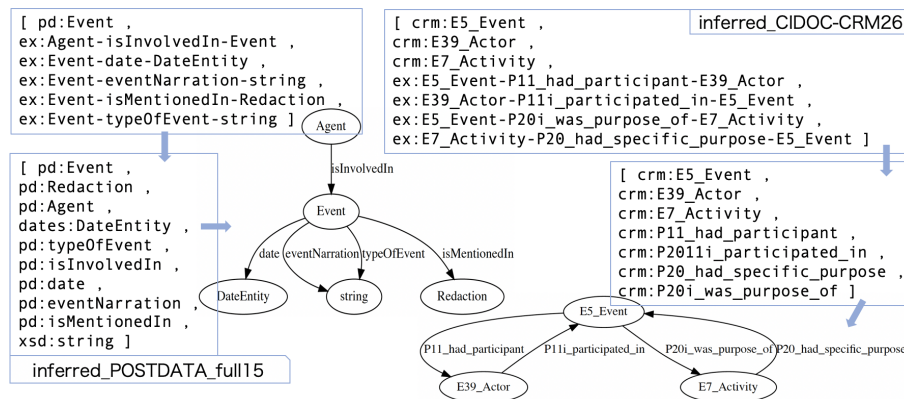 [ pd:Event ,
ex:Agent-isInvolvedIn-Event ,
ex:Event-date-DateEntity ,
ex:Event-eventNarration-string ,
ex:Event-isMentionedIn-Redaction ,
ex:Event-typeOfEvent-string ]
[ pd:Event ,
pd:Redaction ,
pd:Agent ,
dates:DateEntity ,
pd:typeOfEvent ,
pd:isInvolvedIn ,
pd:date ,
pd:eventNarration ,
pd:isMentionedIn ,
xsd:string ]
inferred_POSTDATA_full15
Agent
isInvolvedIn
Event
date eventNarration typeOfEvent isMentionedIn
DateEntity string Redaction
inferred_CIDOC-CRM26
[ crm:E5_Event ,
crm:E39_Actor ,
crm:E7_Activity ,
ex:E5_Event-P11_had_participant-E39_Actor ,
ex:E39_Actor-P11i_participated_in-E5_Event ,
ex:E5_Event-P20i_was_purpose_of-E7_Activity ,
ex:E7_Activity-P20_had_specific_purpose-E5_Event ]
[ crm:E5_Event ,
crm:E39_Actor ,
crm:E7_Activity ,
crm:P11_had_participant ,
crm:P2011i_participated_in ,
crm:P20_had_specific_purpose ,
crm:P20i_was_purpose_of ]
E5_Event
P11_had_participant P11i_participated_in P20i_was_purpose_of P20_had_specific_purpose
E39_Actor E7_Activity